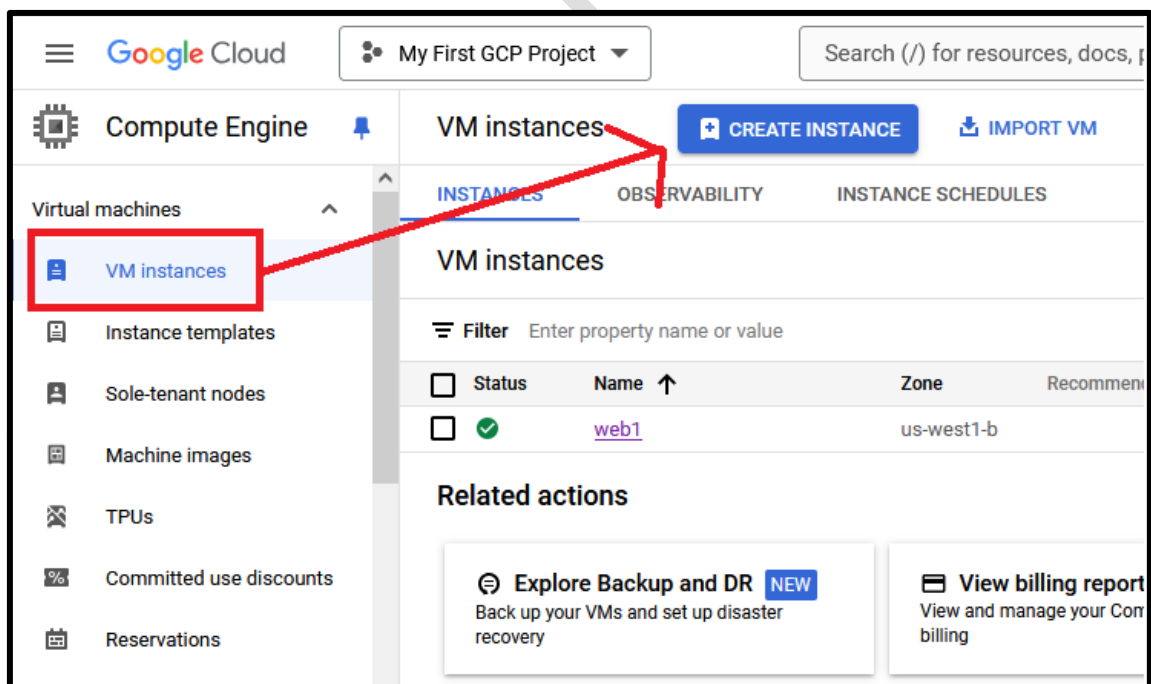 Google Cloud
My First GCP Project
Search (/) for resources, docs,
Compute Engine
VM instances
CREATE INSTANCE
IMPORT VM
Virtual machines
INSTANCES
OBSERVABILITY
INSTANCE SCHEDULES
VM instances
Instance templates
Sole-tenant nodes
Machine images
TPUs
%
Committed use discounts
Reservations
VM instances
Filter Enter property name or value
Status Name Zone Recommen
web1 us-west1-b
Related actions
Explore Backup and DR NEW
Back up your VMs and set up disaster
recovery
View billing report
View and manage your Com
billing